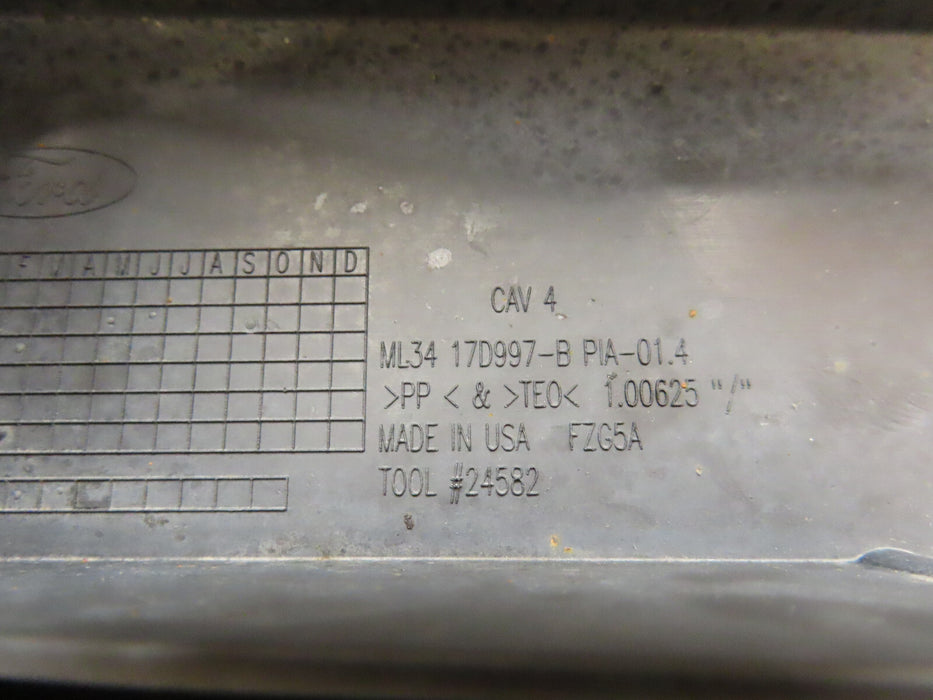 Ford
F M A M J J A S O N D
CAV 4
ML34 17D997-B PIA-01.4
>PP < & >TEO< 1.00625 "/"
MADE IN USA FZG5A
TOOL #24582